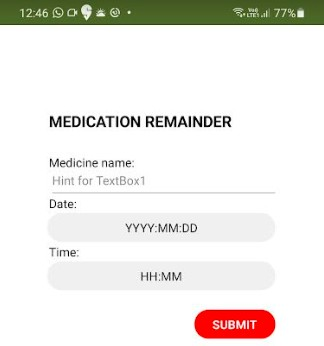 12:46 77%
MEDICATION REMAINDER
Medicine name:
Hint for TextBox1
Date:
YYYY:MM:DD
Time:
HH:MM
SUBMIT